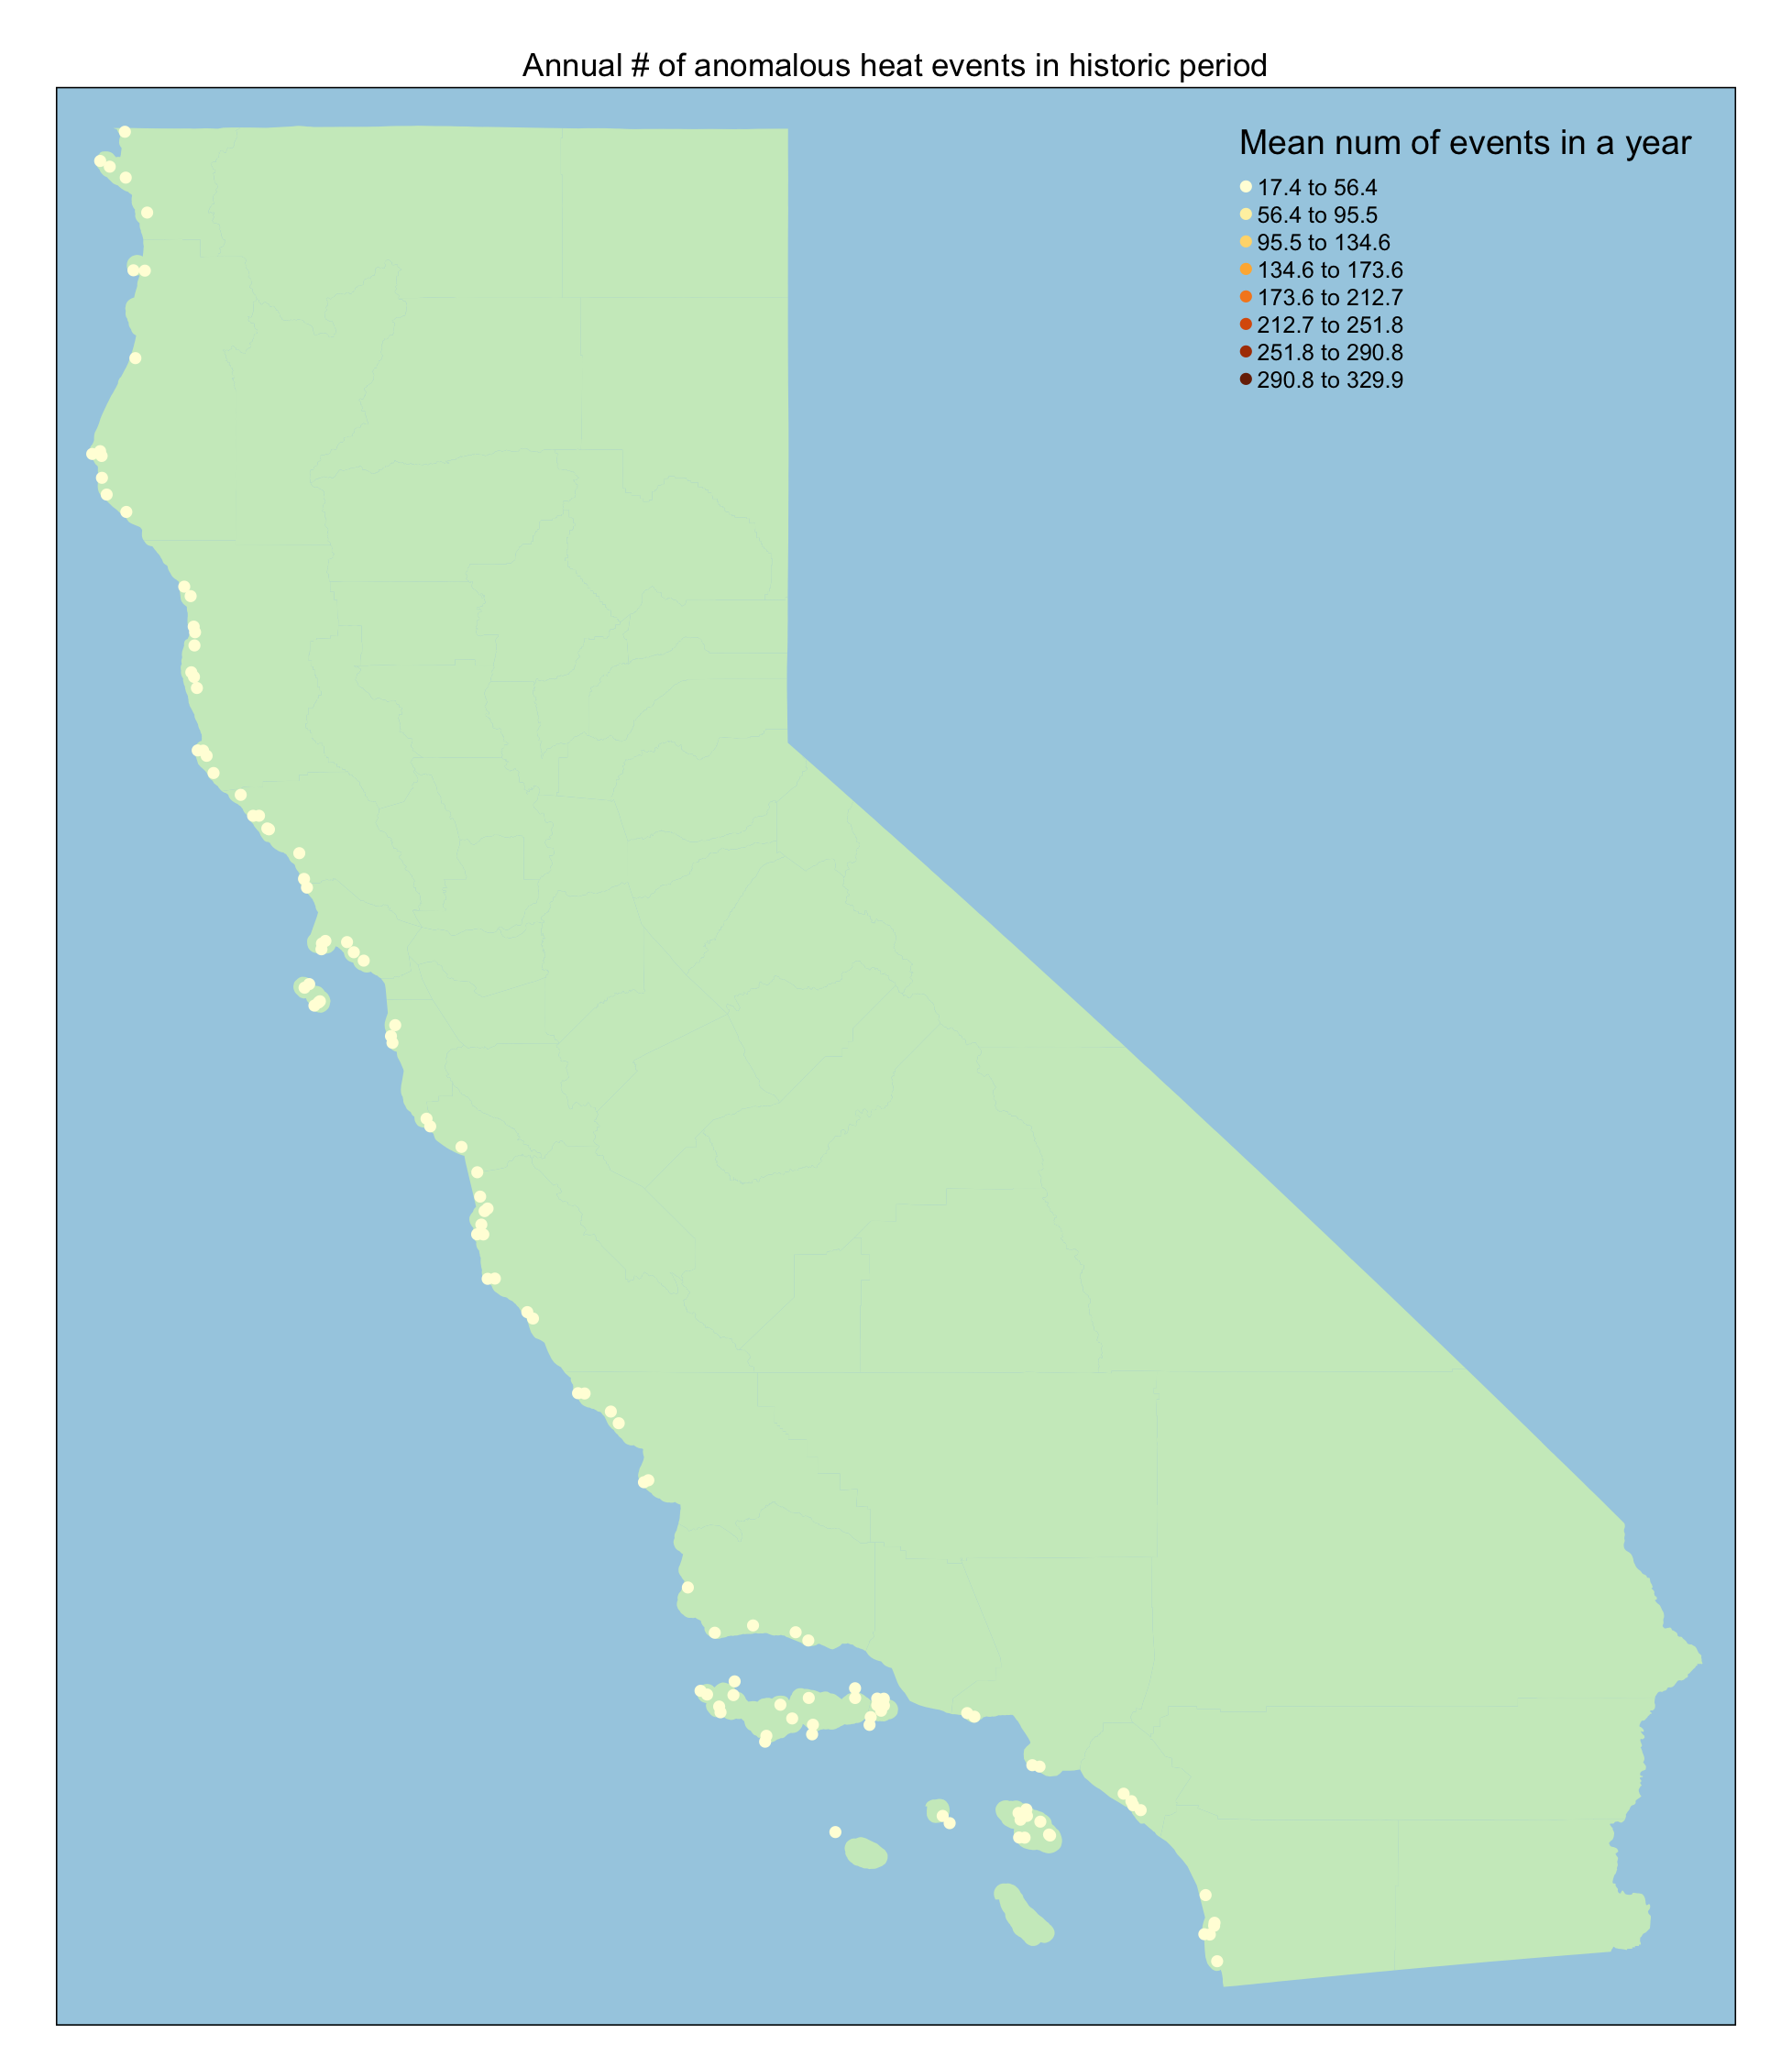 Annual # of anomalous heat events in historic period
Mean num of events in a year
17.4 to 56.4
56.4 to 95.5
95.5 to 134.6
134.6 to 173.6
173.6 to 212.7
212.7 to 251.8
251.8 to 290.8
290.8 to 329.9